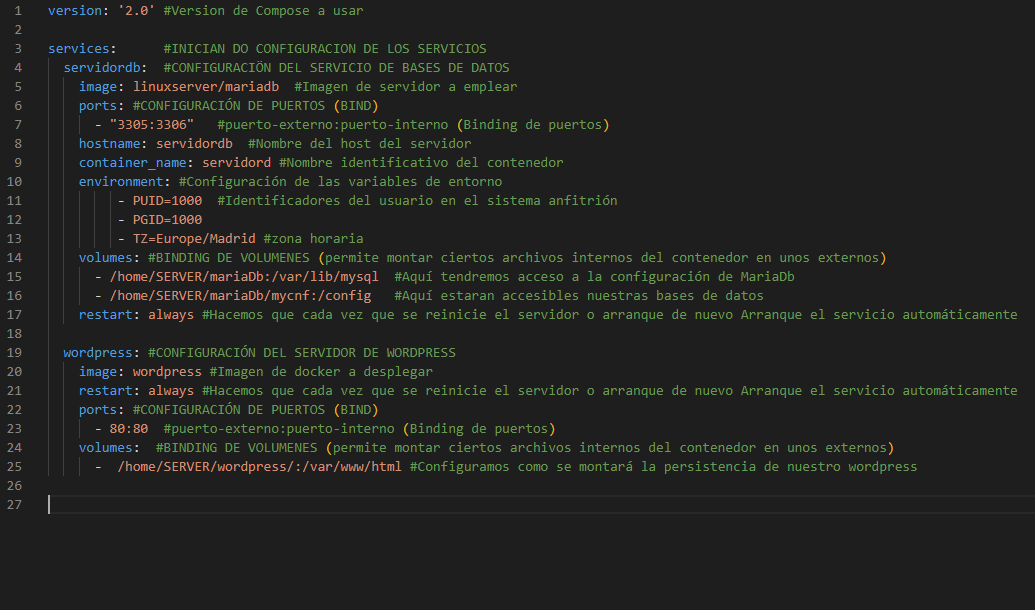 1 version: '2.0' #Version de Compose a usar
2
3 services:      #INICIAN DO CONFIGURACION DE LOS SERVICIOS
4   servidordb:  #CONFIGURACIÖN DEL SERVICIO DE BASES DE DATOS
5     image: linuxserver/mariadb  #Imagen de servidor a emplear
6     ports: #CONFIGURACIÓN DE PUERTOS (BIND)
7       - "3305:3306"   #puerto-externo:puerto-interno (Binding de puertos)
8     hostname: servidordb  #Nombre del host del servidor
9     container_name: servidord #Nombre identificativo del contenedor
10     environment: #Configuración de las variables de entorno
11          - PUID=1000  #Identificadores del usuario en el sistema anfitrión
12          - PGID=1000
13          - TZ=Europe/Madrid #zona horaria
14     volumes: #BINDING DE VOLUMENES (permite montar ciertos archivos internos del contenedor en unos externos)
15       - /home/SERVER/mariaDb:/var/lib/mysql  #Aquí tendremos acceso a la configuración de MariaDb
16       - /home/SERVER/mariaDb/mycnf:/config   #Aquí estaran accesibles nuestras bases de datos
17     restart: always #Hacemos que cada vez que se reinicie el servidor o arranque de nuevo Arranque el servicio automáticamente
18
19   wordpress: #CONFIGURACIÓN DEL SERVIDOR DE WORDPRESS
20     image: wordpress #Imagen de docker a desplegar
21     restart: always #Hacemos que cada vez que se reinicie el servidor o arranque de nuevo Arranque el servicio automáticamente
22     ports: #CONFIGURACIÓN DE PUERTOS (BIND)
23       - 80:80  #puerto-externo:puerto-interno (Binding de puertos)
24     volumes:  #BINDING DE VOLUMENES (permite montar ciertos archivos internos del contenedor en unos externos)
25       -  /home/SERVER/wordpress/:/var/www/html #Configuramos como se montará la persistencia de nuestro wordpress
26
27